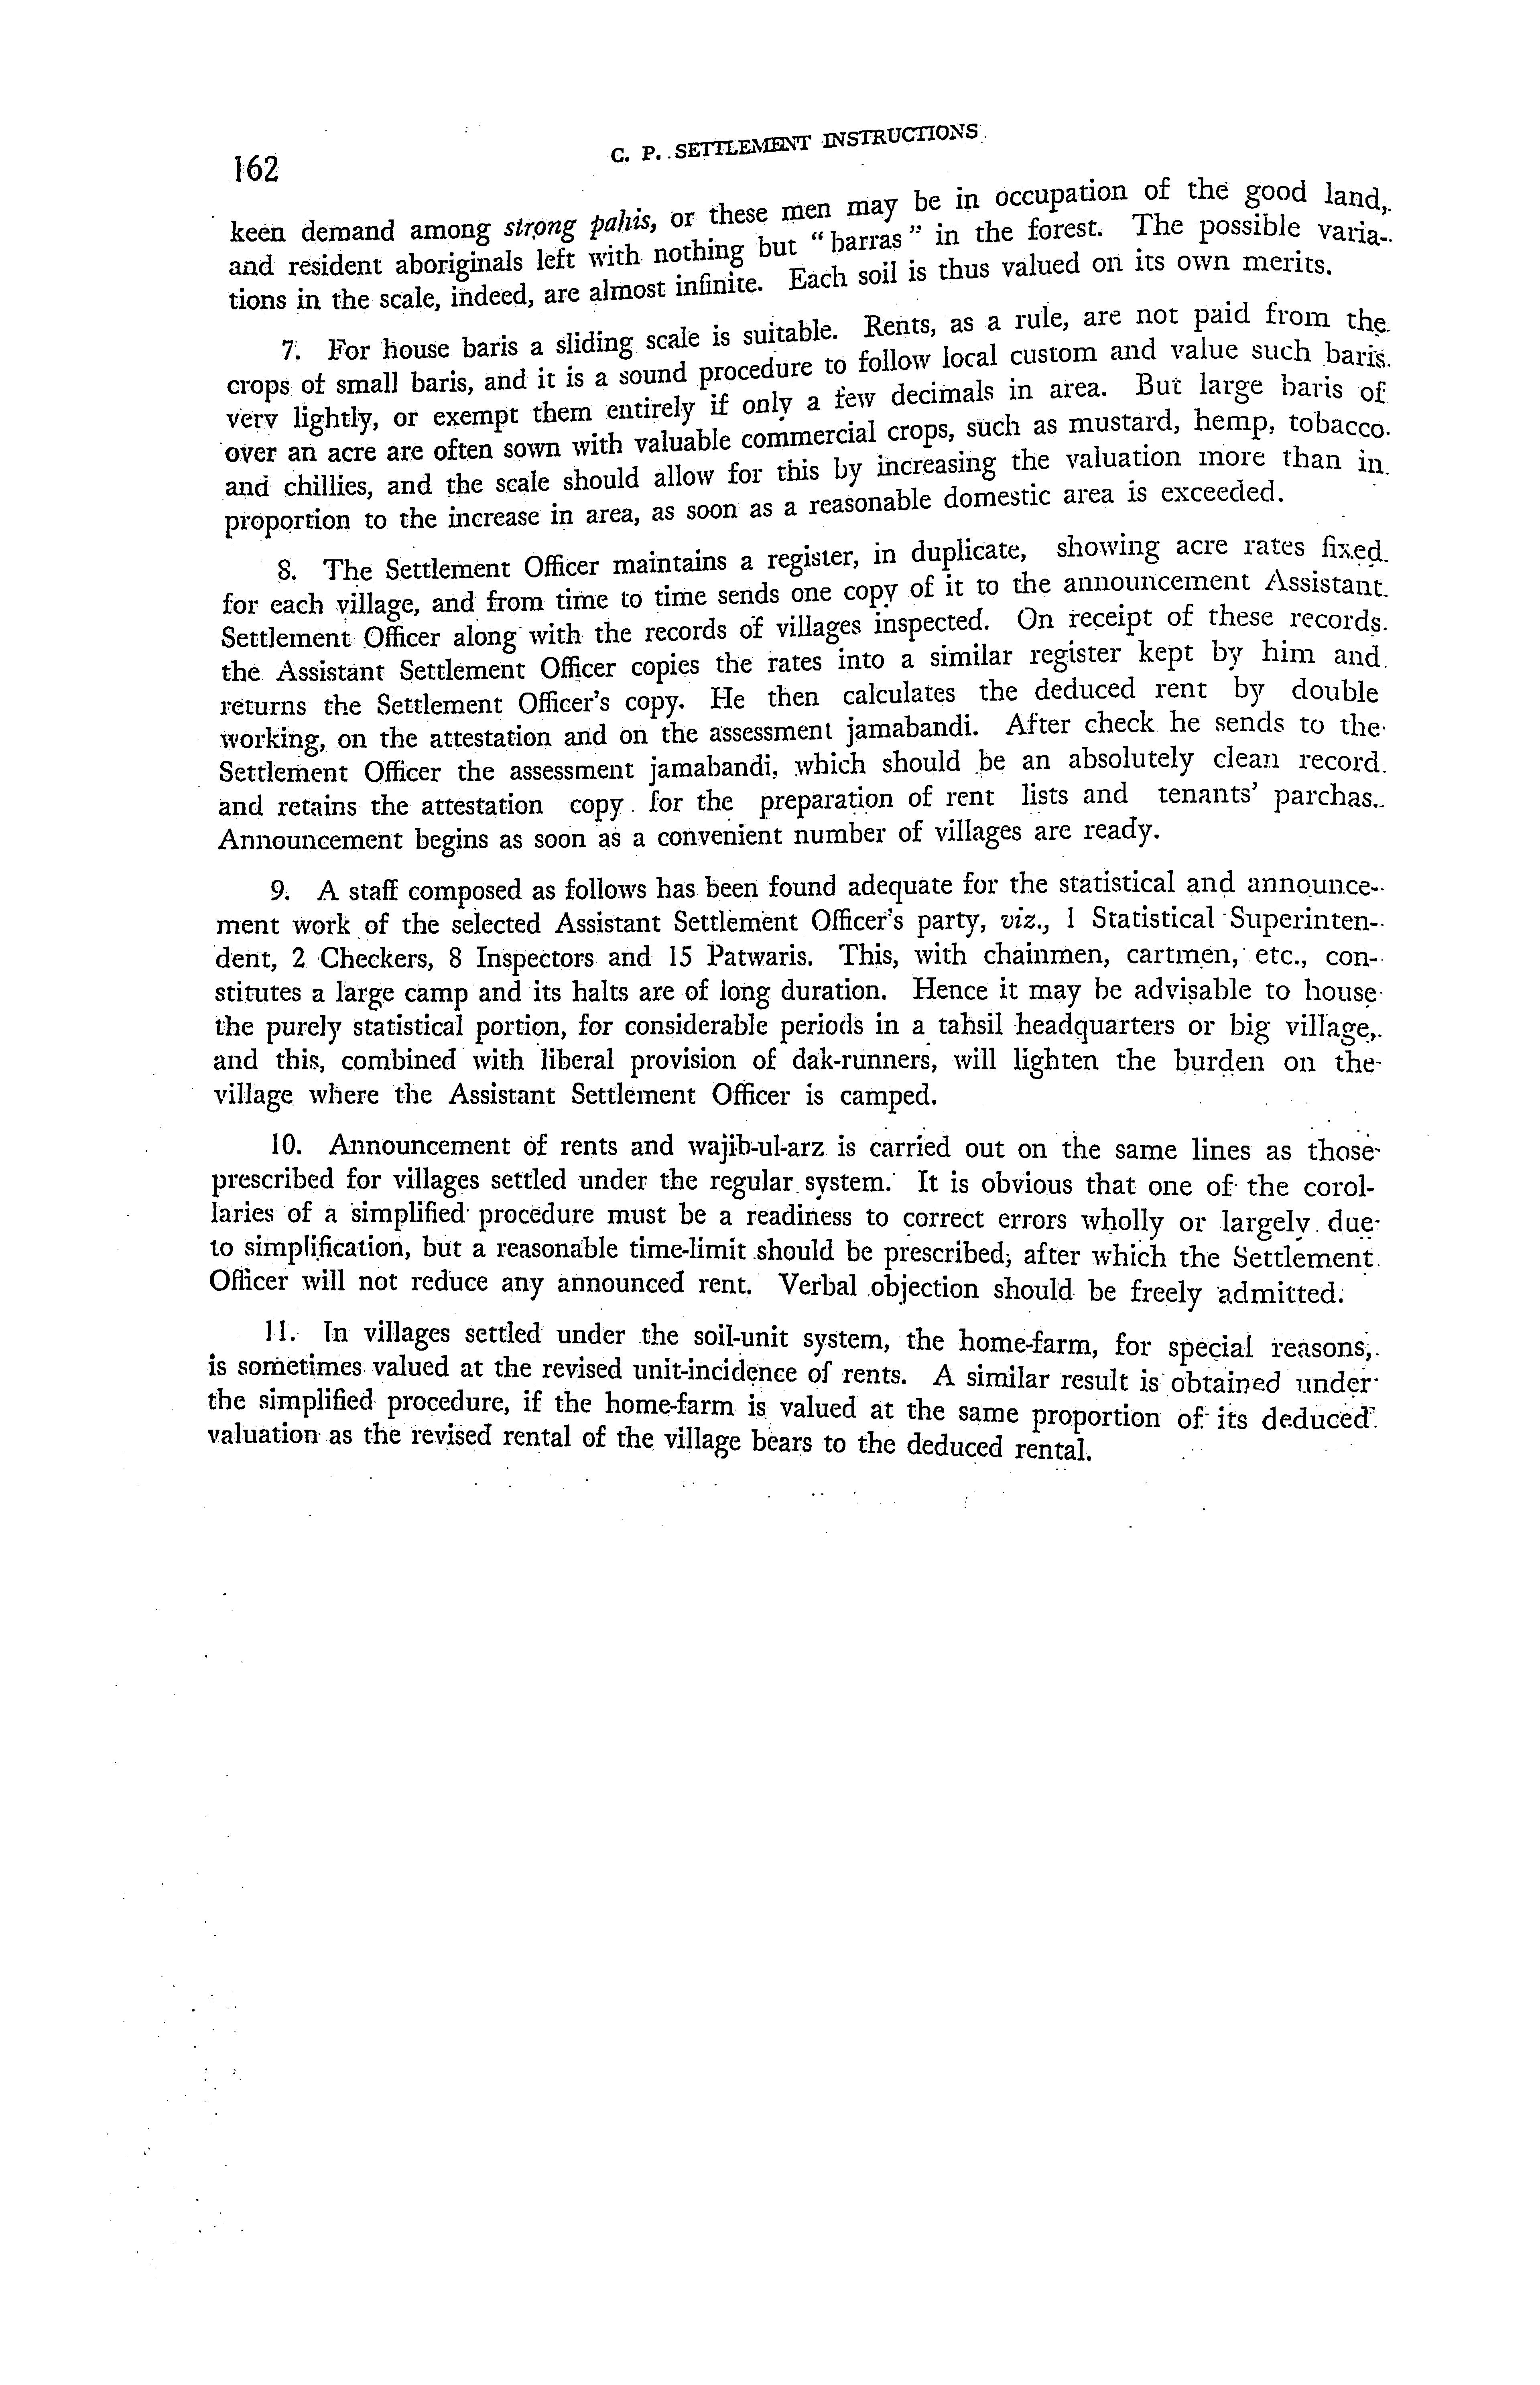 162
C. P. SETTLEMENT INSTRUCTIONS
keen demand among strong pahis, or these men may be in occupation of the good land,
and resident aboriginals left with nothing but “barras” in the forest. The possible varia-
tions in the scale, indeed, are almost infinite. Each soil is thus valued on its own merits.
7. For house baris a sliding scale is suitable. Rents, as a rule, are not paid from the
crops of small baris, and it is a sound procedure to follow local custom and value such baris
very lightly, or exempt them entirely if only a few decimals in area. But large baris of
over an acre are often sown with valuable commercial crops, such as mustard, hemp, tobacco
and chillies, and the scale should allow for this by increasing the valuation more than in
proportion to the increase in area, as soon as a reasonable domestic area is exceeded.
8. The Settlement Officer maintains a register, in duplicate, showing acre rates fixed
for each village, and from time to time sends one copy of it to the announcement Assistant
Settlement Officer along with the records of villages inspected. On receipt of these records
the Assistant Settlement Officer copies the rates into a similar register kept by him and
returns the Settlement Officer's copy. He then calculates the deduced rent by double
working, on the attestation and on the assessment jamabandi. After check he sends to the
Settlement Officer the assessment jamabandi, which should be an absolutely clean record
and retains the attestation copy for the preparation of rent lists and tenants' parchas.
Announcement begins as soon as a convenient number of villages are ready.
9. A staff composed as follows has been found adequate for the statistical and announce-
ment work of the selected Assistant Settlement Officer's party, viz., 1 Statistical Superinten-
dent, 2 Checkers, 8 Inspectors and 15 Patwaris. This, with chainmen, cartmen, etc., con-
stitutes a large camp and its halts are of long duration. Hence it may be advisable to house
the purely statistical portion, for considerable periods in a tahsil headquarters or big village,
and this, combined with liberal provision of dak-runners, will lighten the burden on the
village where the Assistant Settlement Officer is camped.
10. Announcement of rents and wajib-ul-arz is carried out on the same lines as those
prescribed for villages settled under the regular system. It is obvious that one of the corol-
laries of a simplified procedure must be a readiness to correct errors wholly or largely due
to simplification, but a reasonable time-limit should be prescribed, after which the Settlement
Officer will not reduce any announced rent. Verbal objection should be freely admitted.
11. In villages settled under the soil-unit system, the home-farm, for special reasons,
is sometimes valued at the revised unit-incidence of rents. A similar result is obtained under
the simplified procedure, if the home-farm is valued at the same proportion of its deduced
valuation as the revised rental of the village bears to the deduced rental.